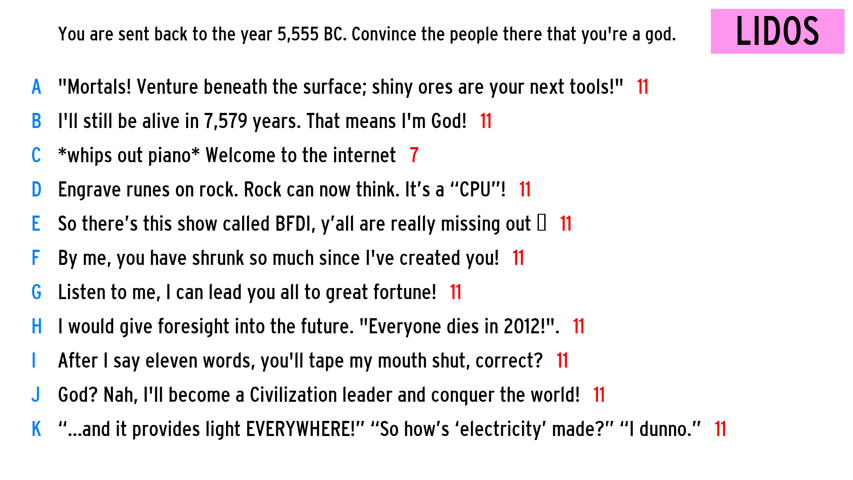 You are sent back to the year 5,555 BC. Convince the people there that you're a god.
LIDOS
A "Mortals! Venture beneath the surface; shiny ores are your next tools!" 11
B I'll still be alive in 7,579 years. That means I'm God! 11
C *whips out piano* Welcome to the internet 7
D Engrave runes on rock. Rock can now think. It’s a “CPU”! 11
E So there’s this show called BFDI, y’all are really missing out ▯ 11
F By me, you have shrunk so much since I've created you! 11
G Listen to me, I can lead you all to great fortune! 11
H I would give foresight into the future. "Everyone dies in 2012!". 11
I After I say eleven words, you'll tape my mouth shut, correct? 11
J God? Nah, I'll become a Civilization leader and conquer the world! 11
K “...and it provides light EVERYWHERE!” “So how’s ‘electricity’ made?” “I dunno.” 11